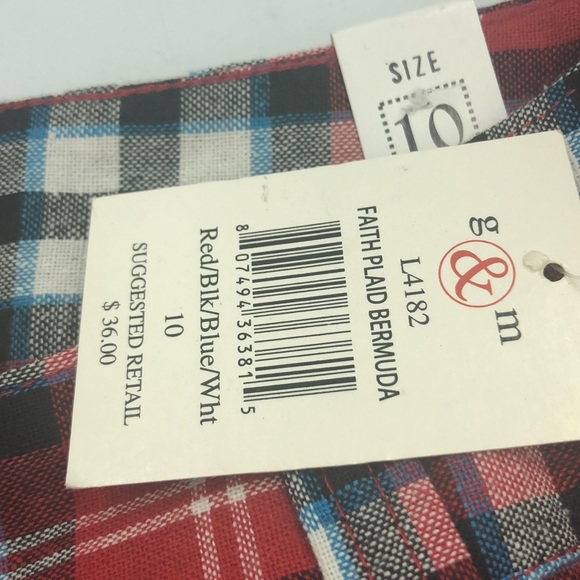 SIZE
10
g & m
L4182
FAITH PLAID BERMUDA
8 07494 36381 5
Red/Blk/Blue/Wht
10
SUGGESTED RETAIL
$ 36.00